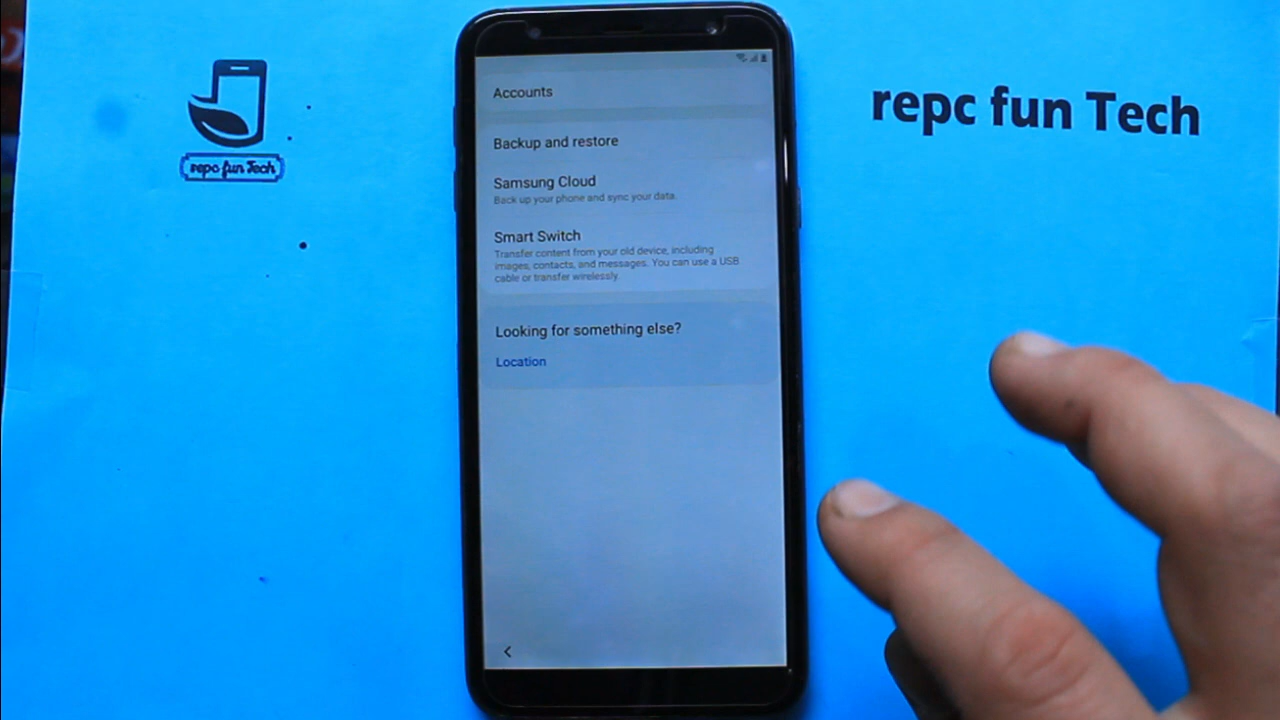 repc fun Tech
repc fun Tech
Accounts
Backup and restore
Samsung Cloud
Back up your phone and sync your data.
Smart Switch
Transfer content from your old device, including
images, contacts, and messages. You can use a USB
cable or transfer wirelessly.
Looking for something else?
Location